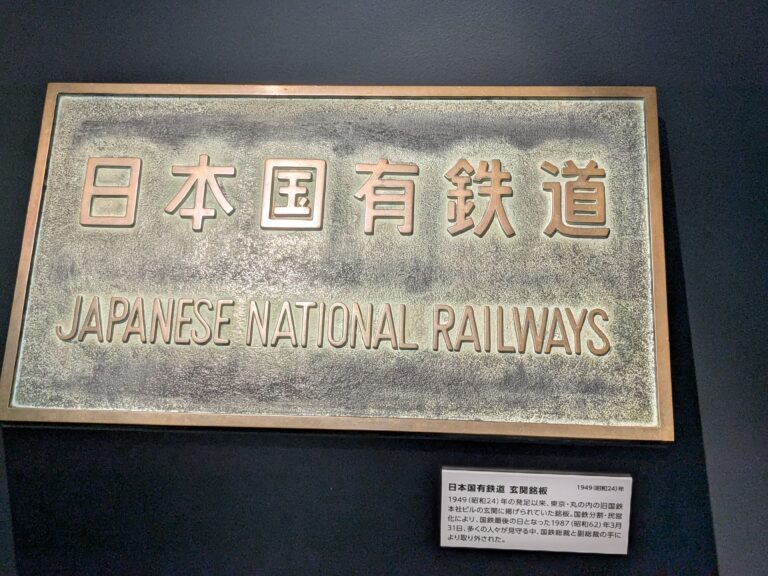 日本国有鉄道
JAPANESE NATIONAL RAILWAYS
日本国有鉄道 玄関銘板 1949(昭和24)年
1949(昭和24)年の発足以来、東京・丸の内の旧国鉄
本社ビルの玄関に掲げられていた銘板。国鉄分割・民営
化により、国鉄最後の日となった1987(昭和62)年3月
31日、多くの人々が見守る中、国鉄総裁と副総裁の手に
より取り外された。